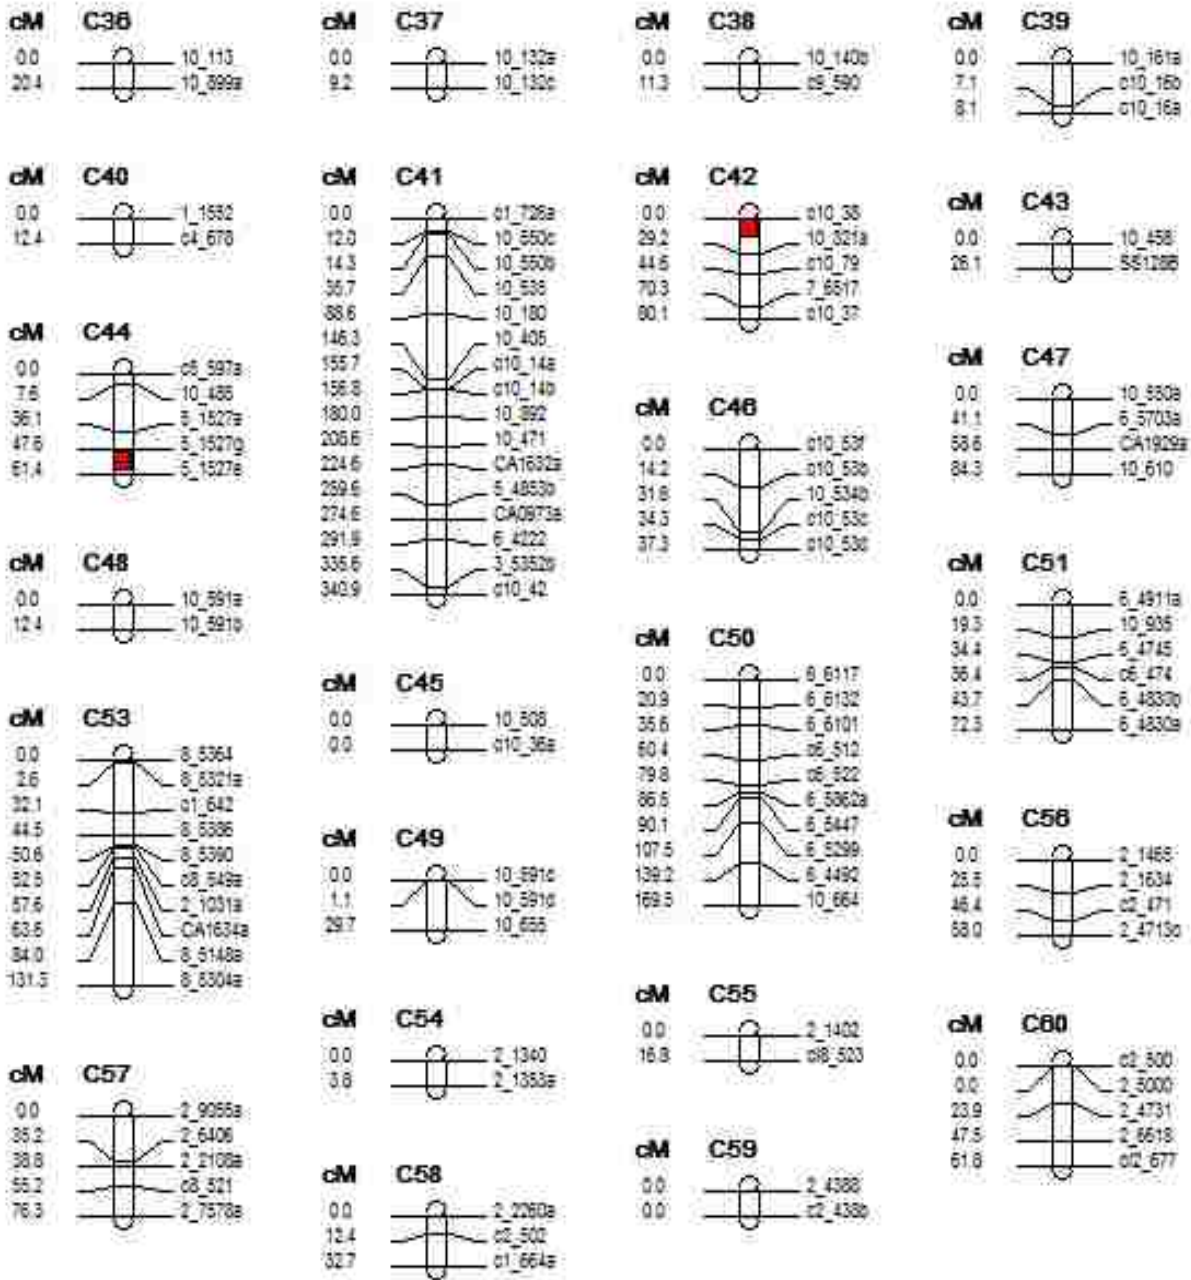 cM C36
0.0 10_113
20.4 10_899a
cM C37
0.0 10_132a
9.2 10_132c
cM C38
0.0 10_140b
11.3 c9_590
cM C39
0.0 10_161a
7.1 c10_16b
8.1 c10_16a
cM C40
0.0 1_1552
12.4 c4_678
cM C41
0.0 c1_726a
12.0 10_550c
14.3 10_550b
35.7 10_535
88.6 10_180
146.3 10_405
155.7 c10_14a
156.8 c10_14b
180.0 10_892
206.6 10_471
224.6 CA1632a
259.6 5_4853b
274.6 CA0973a
291.9 6_4222
335.6 3_5352b
340.9 c10_42
cM C42
0.0 c10_38
29.2 10_321a
44.6 c10_79
70.3 7_6517
80.1 c10_37
cM C43
0.0 10_458
26.1
cM C44
0.0 c5_597a
7.6 10_486
36.1 5_1527a
47.6 5_1527g
61.4 5_1527e
cM C46
0.0 c10_53f
14.2 c10_53b
31.8 10_534b
34.3 c10_53c
37.3
cM C47
0.0 10_530a
41.1 6_5703a
58.6 CA1929a
84.3 10_610
cM C48
0.0 10_591a
12.4 10_591b
cM C45
0.0 10_508
0.0 c10_36a
cM C50
0.0 6_6117
20.9 6_6132
35.6 6_6101
60.4 c6_512
79.8 c6_522
86.5 6_5862a
90.1 6_5447
107.5 6_5299
139.2 6_4492
169.5 10_664
cM C51
0.0 6_4911a
19.3 10_935
34.4 6_4745
36.4 c6_474
43.7 6_4830b
72.3 6_4830a
cM C53
0.0 8_5364
2.6 8_5321a
32.1 c1_642
44.5 8_5386
50.6 8_5390
52.5 c8_549a
57.6 2_1031a
63.6 CA1634a
84.0 8_5148a
131.3 8_5304a
cM C49
0.0 10_591c
1.1 10_591d
29.7 10_655
cM C56
0.0 2_1465
25.5 2_1634
46.4 c2_471
58.0 2_4713b
cM C54
0.0 2_1340
3.8 2_1353a
cM C55
0.0 2_1402
16.8 cl8_523
cM C57
0.0 2_9055a
35.2 2_6406
38.8 2_2108a
55.2 c8_521
76.3 2_7578a
cM C58
0.0 2_2260a
12.4 c2_502
32.7 c1_664a
cM C59
0.0 2_4388
0.0 c2_438b
cM C60
0.0 c2_500
0.0 2_5000
23.9 2_4731
47.5 2_6618
61.8 cl2_677